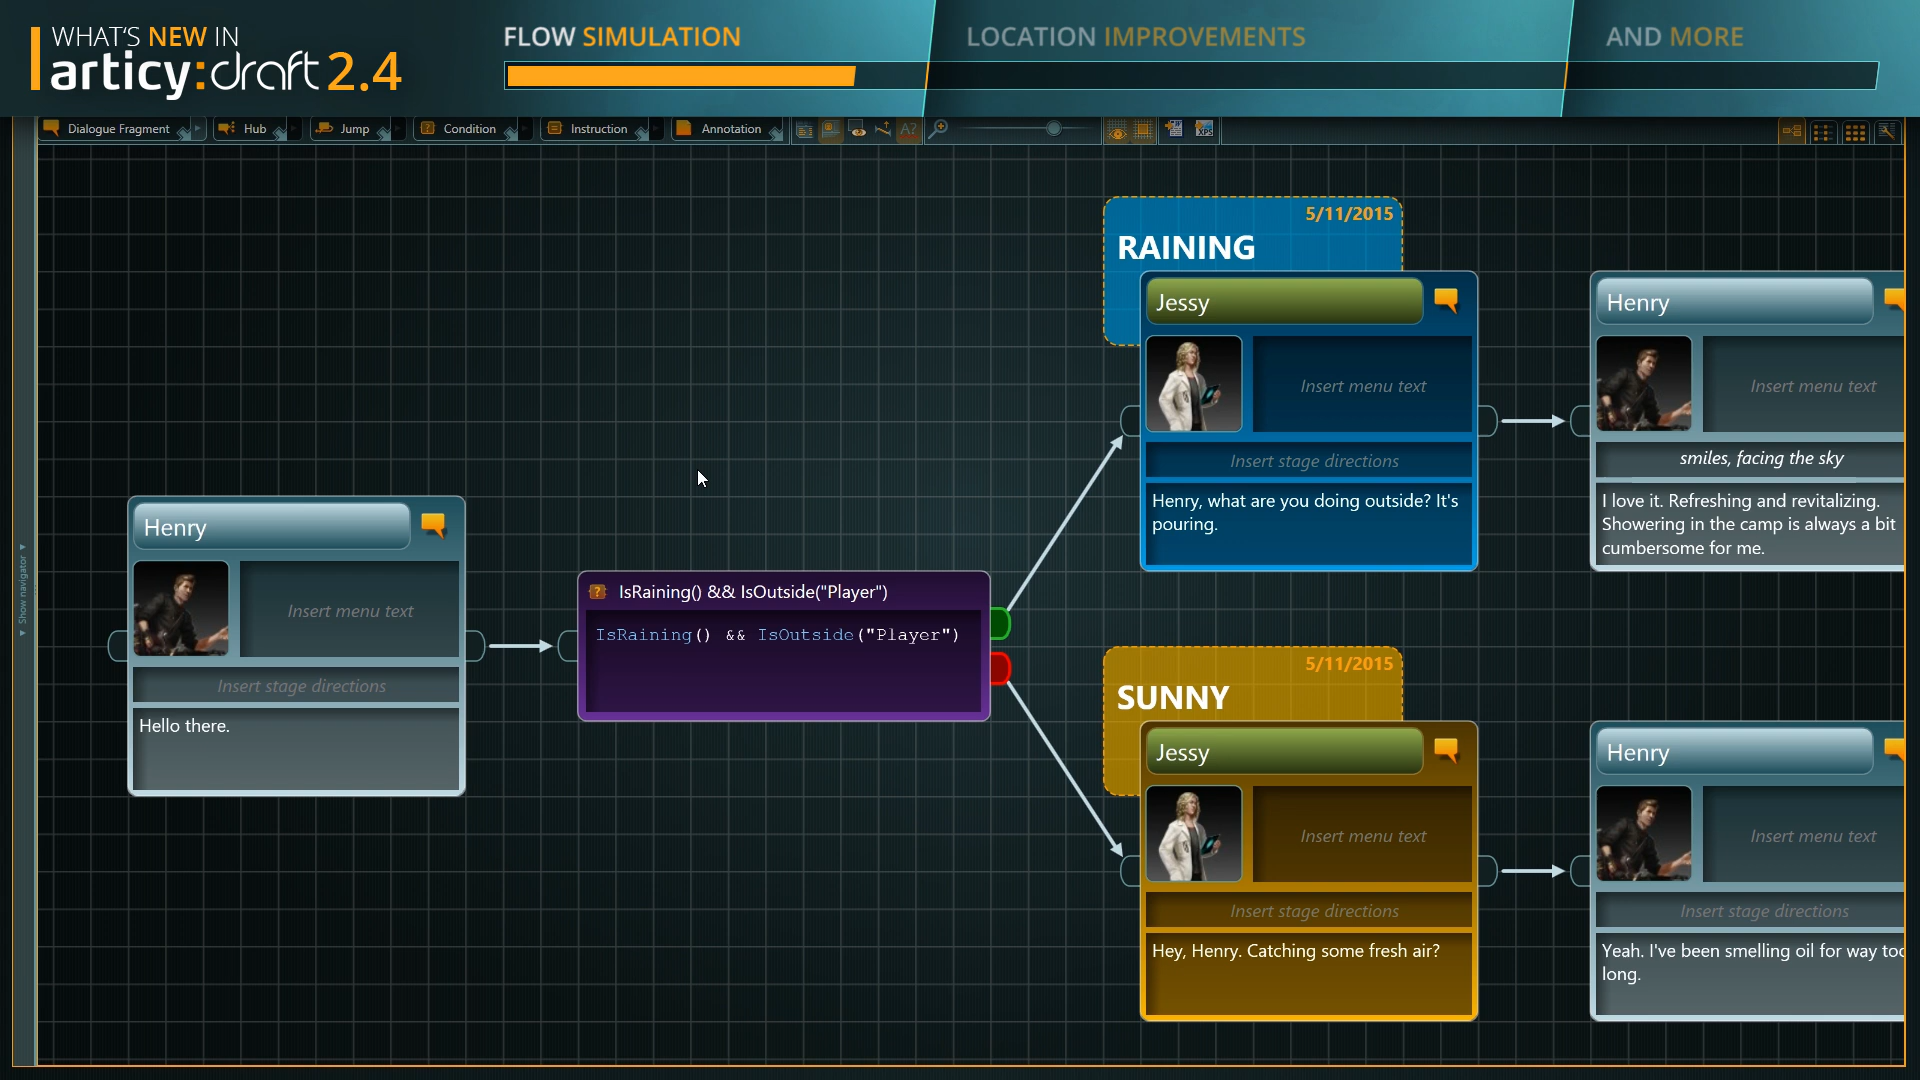 WHAT'S NEW IN
articy:draft 2.4
FLOW SIMULATION
LOCATION IMPROVEMENTS
AND MORE
Dialogue Fragment
Hub
Jump
Condition
Instruction
Annotation
A?
XPS
Show navigator
5/11/2015
RAINING
Jessy
Insert menu text
Insert stage directions
Henry, what are you doing outside? It's
pouring.
Henry
Insert menu text
smiles, facing the sky
I love it. Refreshing and revitalizing.
Showering in the camp is always a bit
cumbersome for me.
Henry
Insert menu text
Insert stage directions
Hello there.
? IsRaining() && IsOutside("Player")
IsRaining() && IsOutside("Player")
5/11/2015
SUNNY
Jessy
Insert menu text
Insert stage directions
Hey, Henry. Catching some fresh air?
Henry
Insert menu text
Insert stage directions
Yeah. I've been smelling oil for way too
long.